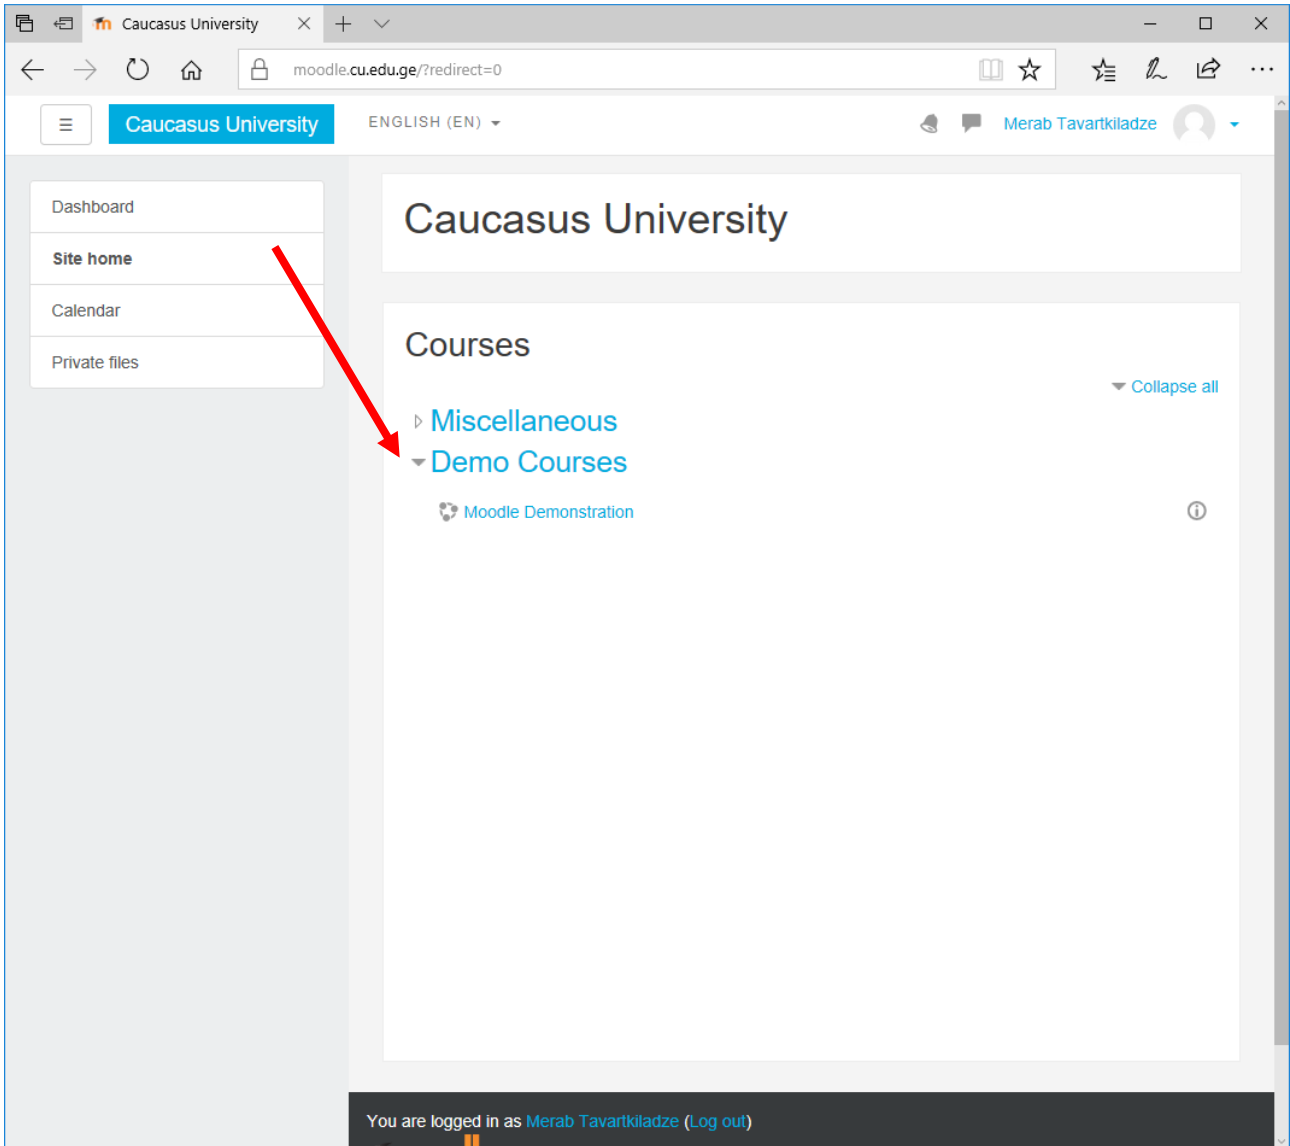 Caucasus University
moodle.cu.edu.ge/?redirect=0
Caucasus University
ENGLISH (EN)
Merab Tavartkiladze
Dashboard
Site home
Calendar
Private files
Caucasus University
Courses
Collapse all
Miscellaneous
Demo Courses
Moodle Demonstration
You are logged in as Merab Tavartkiladze (Log out)